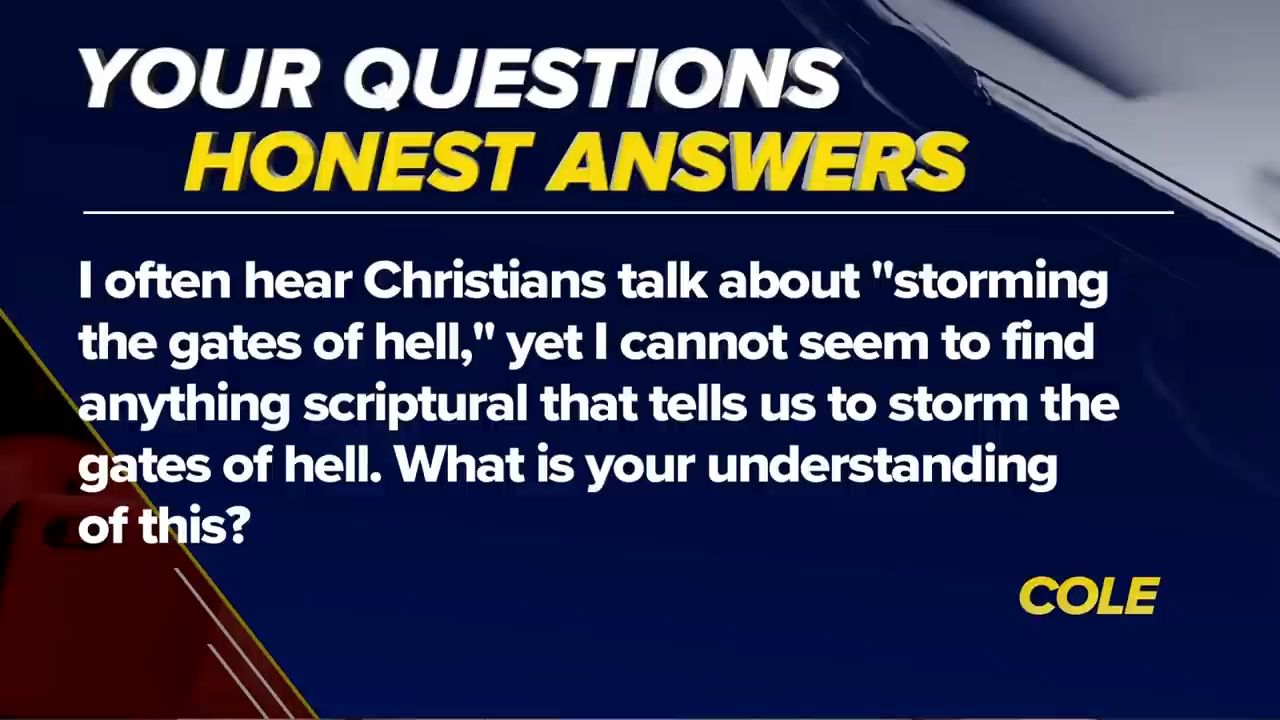 YOUR QUESTIONS
HONEST ANSWERS
I often hear Christians talk about "storming
the gates of hell," yet I cannot seem to find
anything scriptural that tells us to storm the
gates of hell. What is your understanding
of this?
COLE